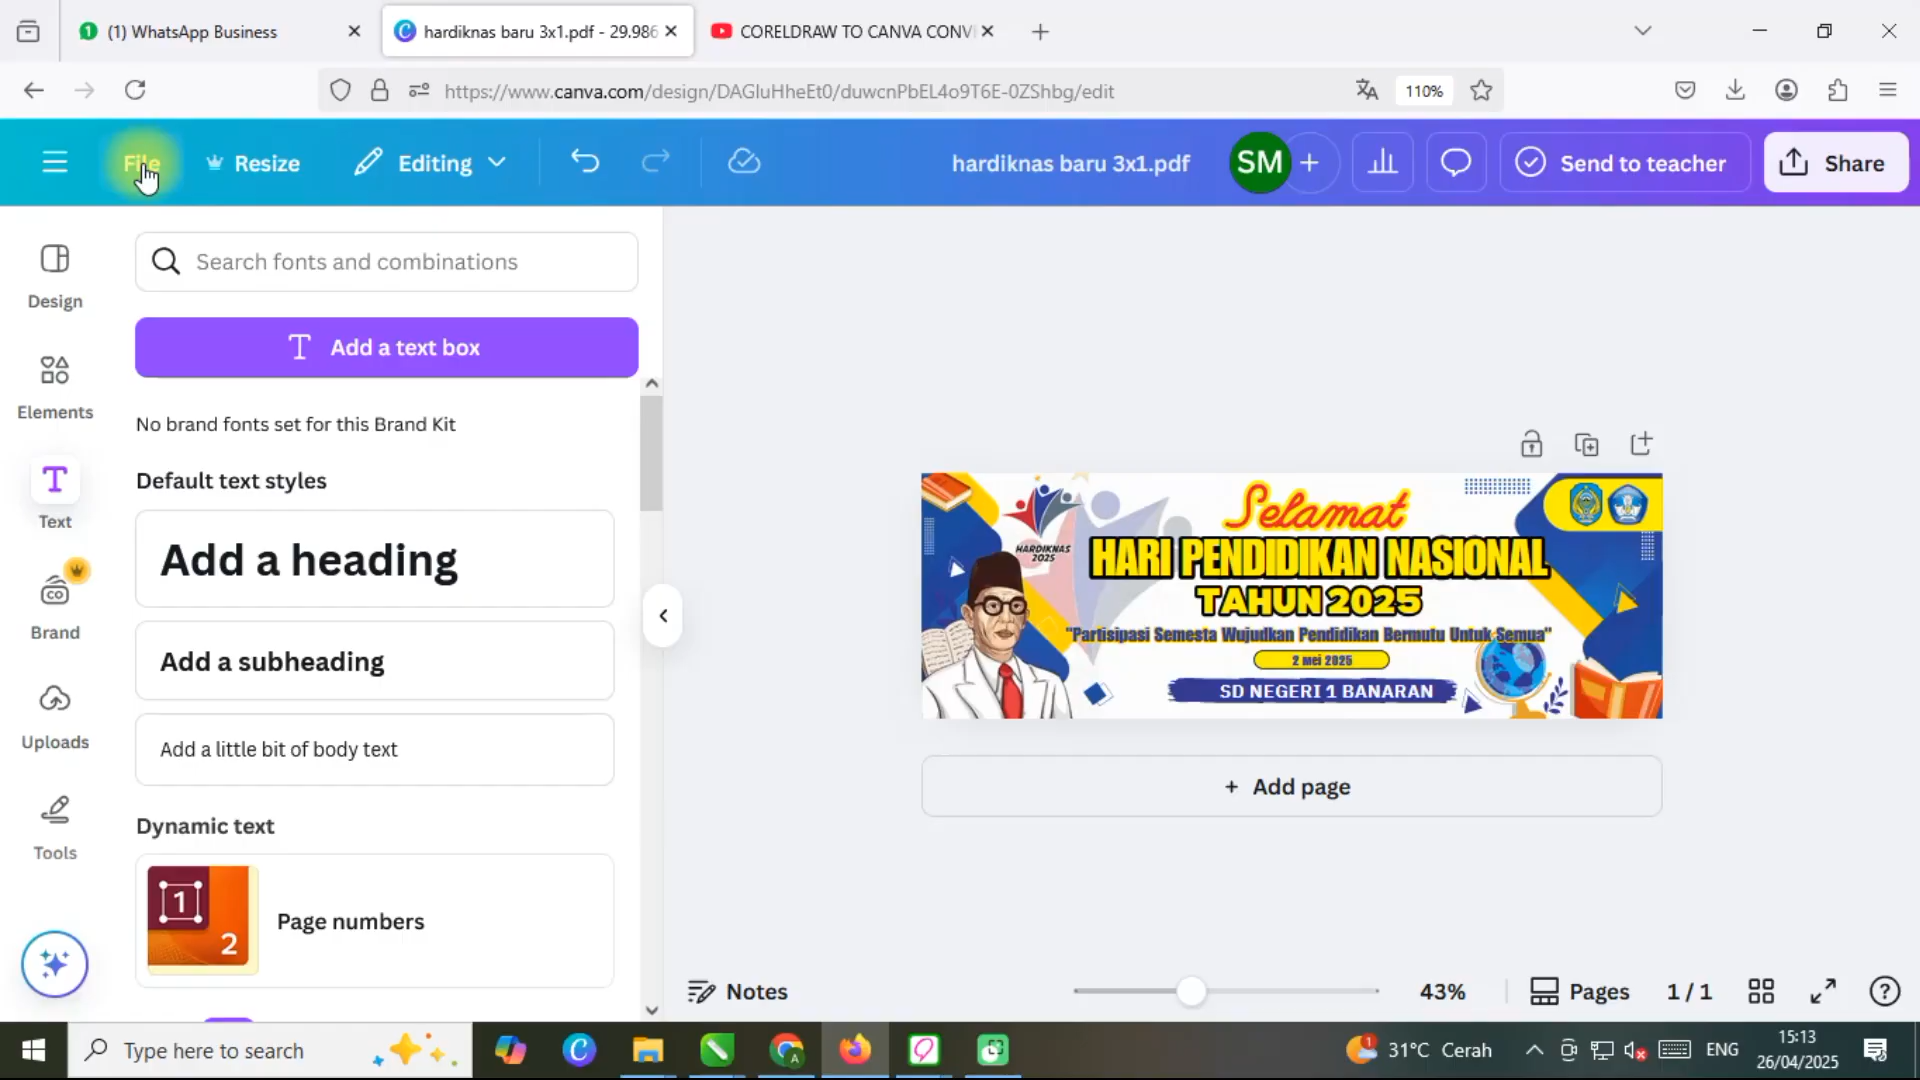 (1) WhatsApp Business
hardiknas baru 3x1.pdf - 29.986
CORELDRAW TO CANVA CONV
https://www.canva.com/design/DAGluHheEt0/duwcnPbEL4o9T6E-0ZShbg/edit
110%
File
Resize
Editing
hardiknas baru 3x1.pdf
SM
Send to teacher
Share
Search fonts and combinations
Add a text box
No brand fonts set for this Brand Kit
Default text styles
Add a heading
Add a subheading
Add a little bit of body text
Dynamic text
1
2
Page numbers
Design
Elements
Text
Brand
Uploads
Tools
HARDIKNAS
2025
Selamat
HARI PENDIDIKAN NASIONAL
TAHUN 2025
"Partisipasi Semesta Wujudkan Pendidikan Bermutu Untuk Semua"
2 mei 2025
SD NEGERI 1 BANARAN
+ Add page
Notes
43%
Pages
1 / 1
Type here to search
31°C Cerah
ENG
15:13
26/04/2025